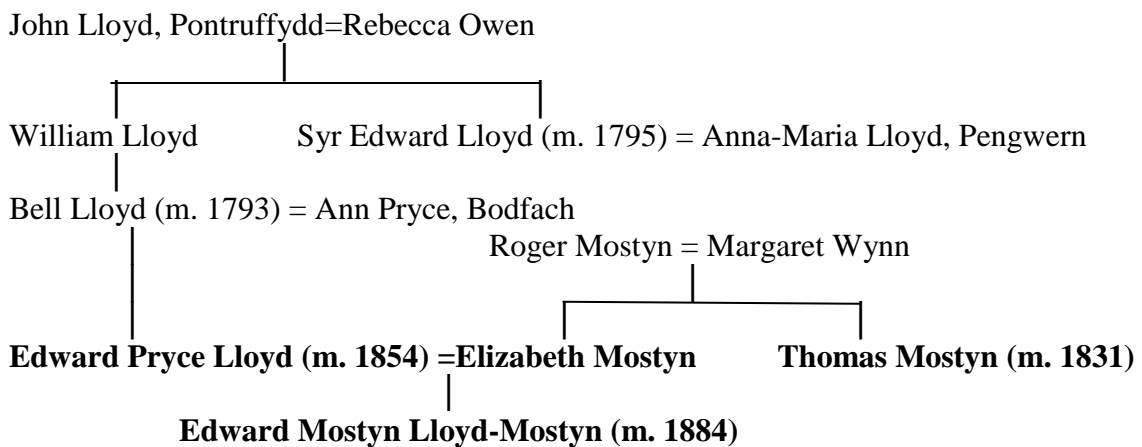 John Lloyd, Pontruffydd=Rebecca Owen
William Lloyd Syr Edward Lloyd (m. 1795) = Anna-Maria Lloyd, Pengwern
Bell Lloyd (m. 1793) = Ann Pryce, Bodfach
Roger Mostyn = Margaret Wynn
Edward Pryce Lloyd (m. 1854) =Elizabeth Mostyn Thomas Mostyn (m. 1831)
Edward Mostyn Lloyd-Mostyn (m. 1884)